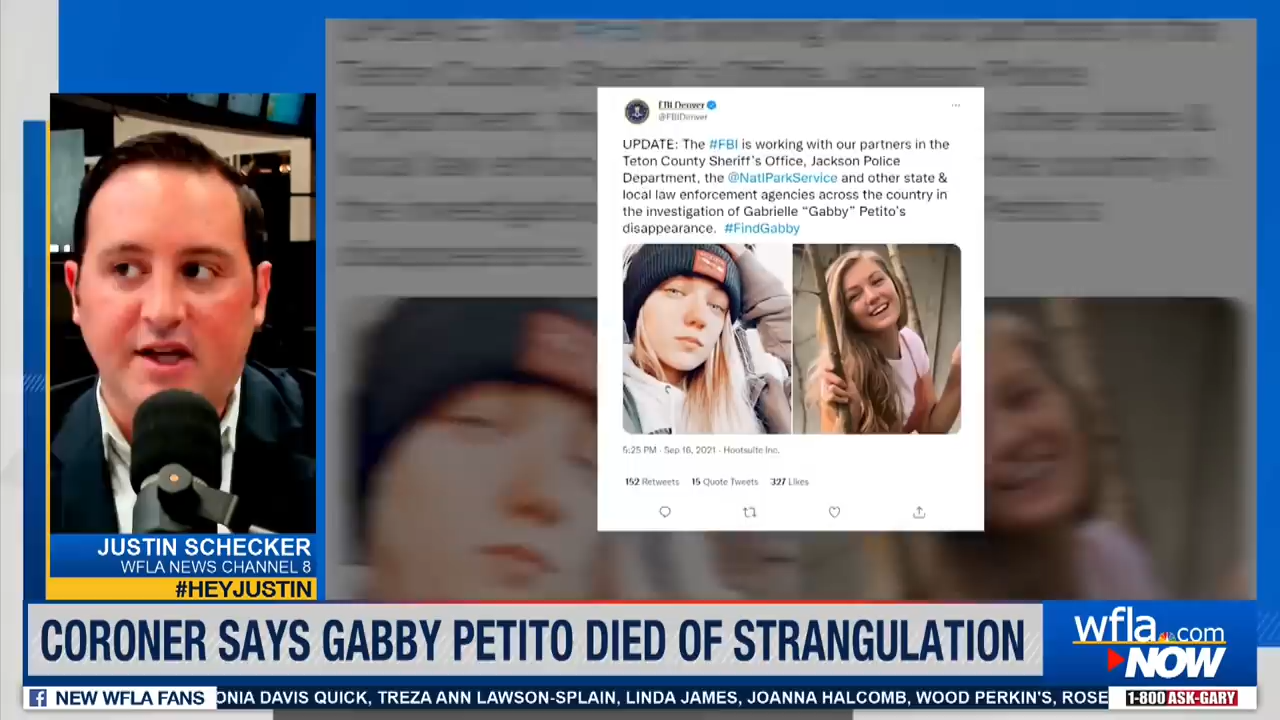 FBI Denver
@FBIDenver
UPDATE: The #FBI is working with our partners in the
Teton County Sheriff's Office, Jackson Police
Department, the @NatlParkService and other state &
local law enforcement agencies across the country in
the investigation of Gabrielle “Gabby” Petito's
disappearance. #FindGabby
5:25 PM · Sep 16, 2021 · Hootsuite Inc.
152 Retweets 15 Quote Tweets 327 Likes
JUSTIN SCHECKER
WFLA NEWS CHANNEL 8
#HEYJUSTIN
CORONER SAYS GABBY PETITO DIED OF STRANGULATION
wfla.com
NOW
NEW WFLA FANS ONIA DAVIS QUICK, TREZA ANN LAWSON-SPLAIN, LINDA JAMES, JOANNA HALCOMB, WOOD PERKIN'S, ROSE
1-800 ASK-GARY